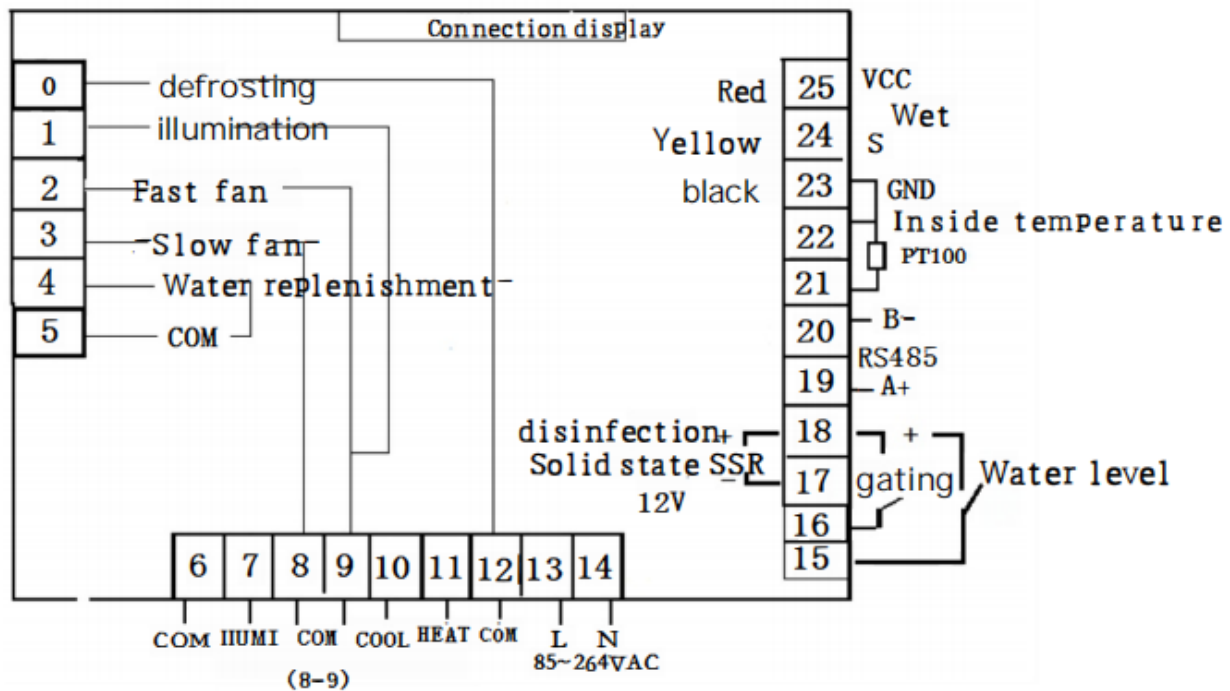 Connection display
0 defrosting
1 illumination
2 Fast fan
3 Slow fan
4 Water replenishment
5 COM
Red 25 VCC
Wet
Yellow 24 S
black 23 GND
Inside temperature
22
PT100
21
20 B-
RS485
19 A+
disinfection + 18 +
Solid state SSR - 17 gating Water level
12V
16
15
6 7 8 9 10 11 12 13 14
COM HUMI COM COOL HEAT COM L N
85~264VAC
(8-9)